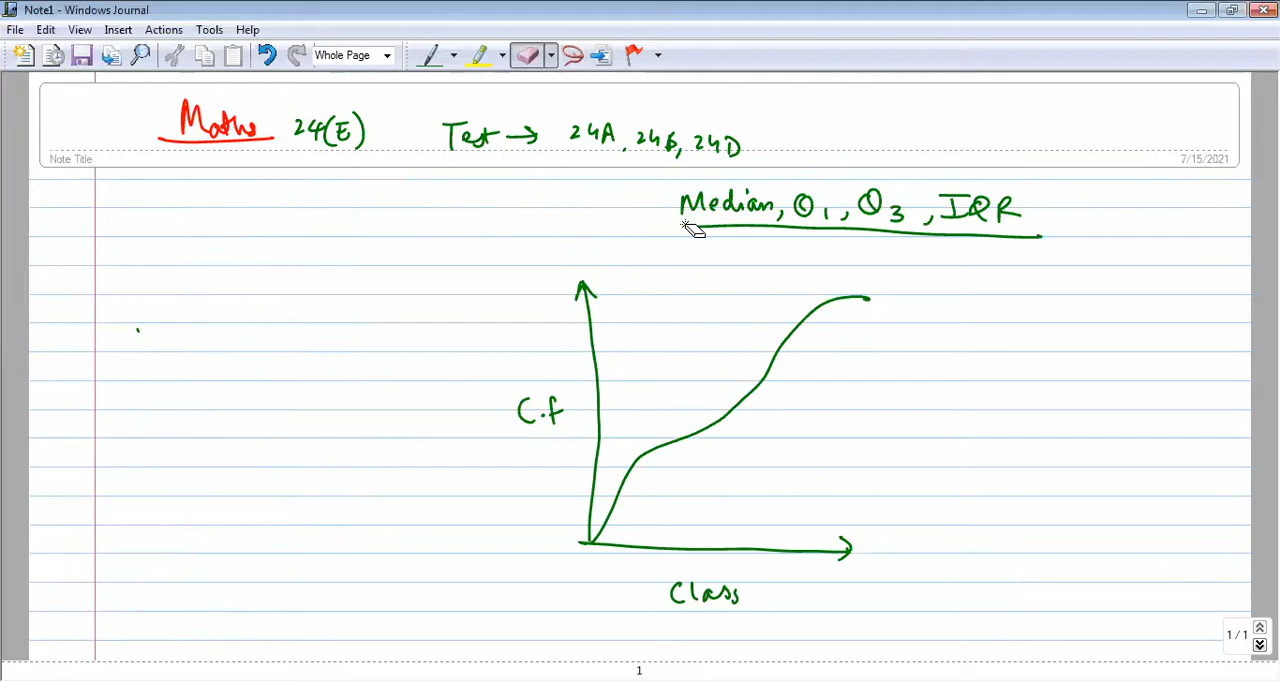 Note1 - Windows Journal
File Edit View Insert Actions Tools Help
Whole Page
Maths 24(E) Test → 24A, 24B, 24D
Note Title 7/15/2021
Median, Q1, Q3, IQR
C.f
Class
1/1
1